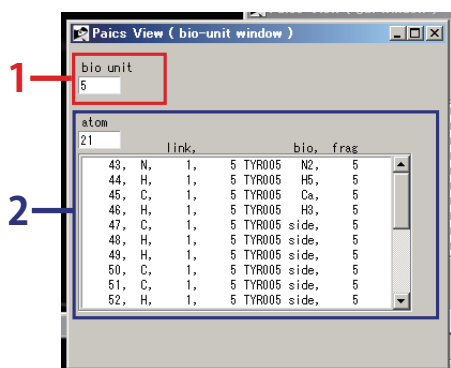 Paics View ( bio-unit window )
1
bio unit
5
2
atom
21
link, bio, frag
43, N, 1, 5 TYR005 N2, 5
44, H, 1, 5 TYR005 H5, 5
45, C, 1, 5 TYR005 Ca, 5
46, H, 1, 5 TYR005 H3, 5
47, C, 1, 5 TYR005 side, 5
48, H, 1, 5 TYR005 side, 5
49, H, 1, 5 TYR005 side, 5
50, C, 1, 5 TYR005 side, 5
51, C, 1, 5 TYR005 side, 5
52, H, 1, 5 TYR005 side, 5